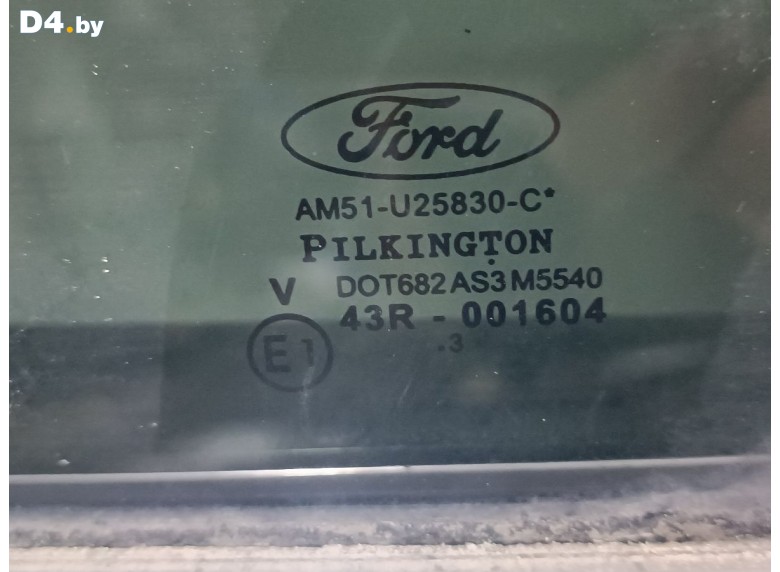 D4.by
Ford
AM51-U25830-C*
PILKINGTON
V DOT682 AS3 M5540
43R - 001604
E1 .3